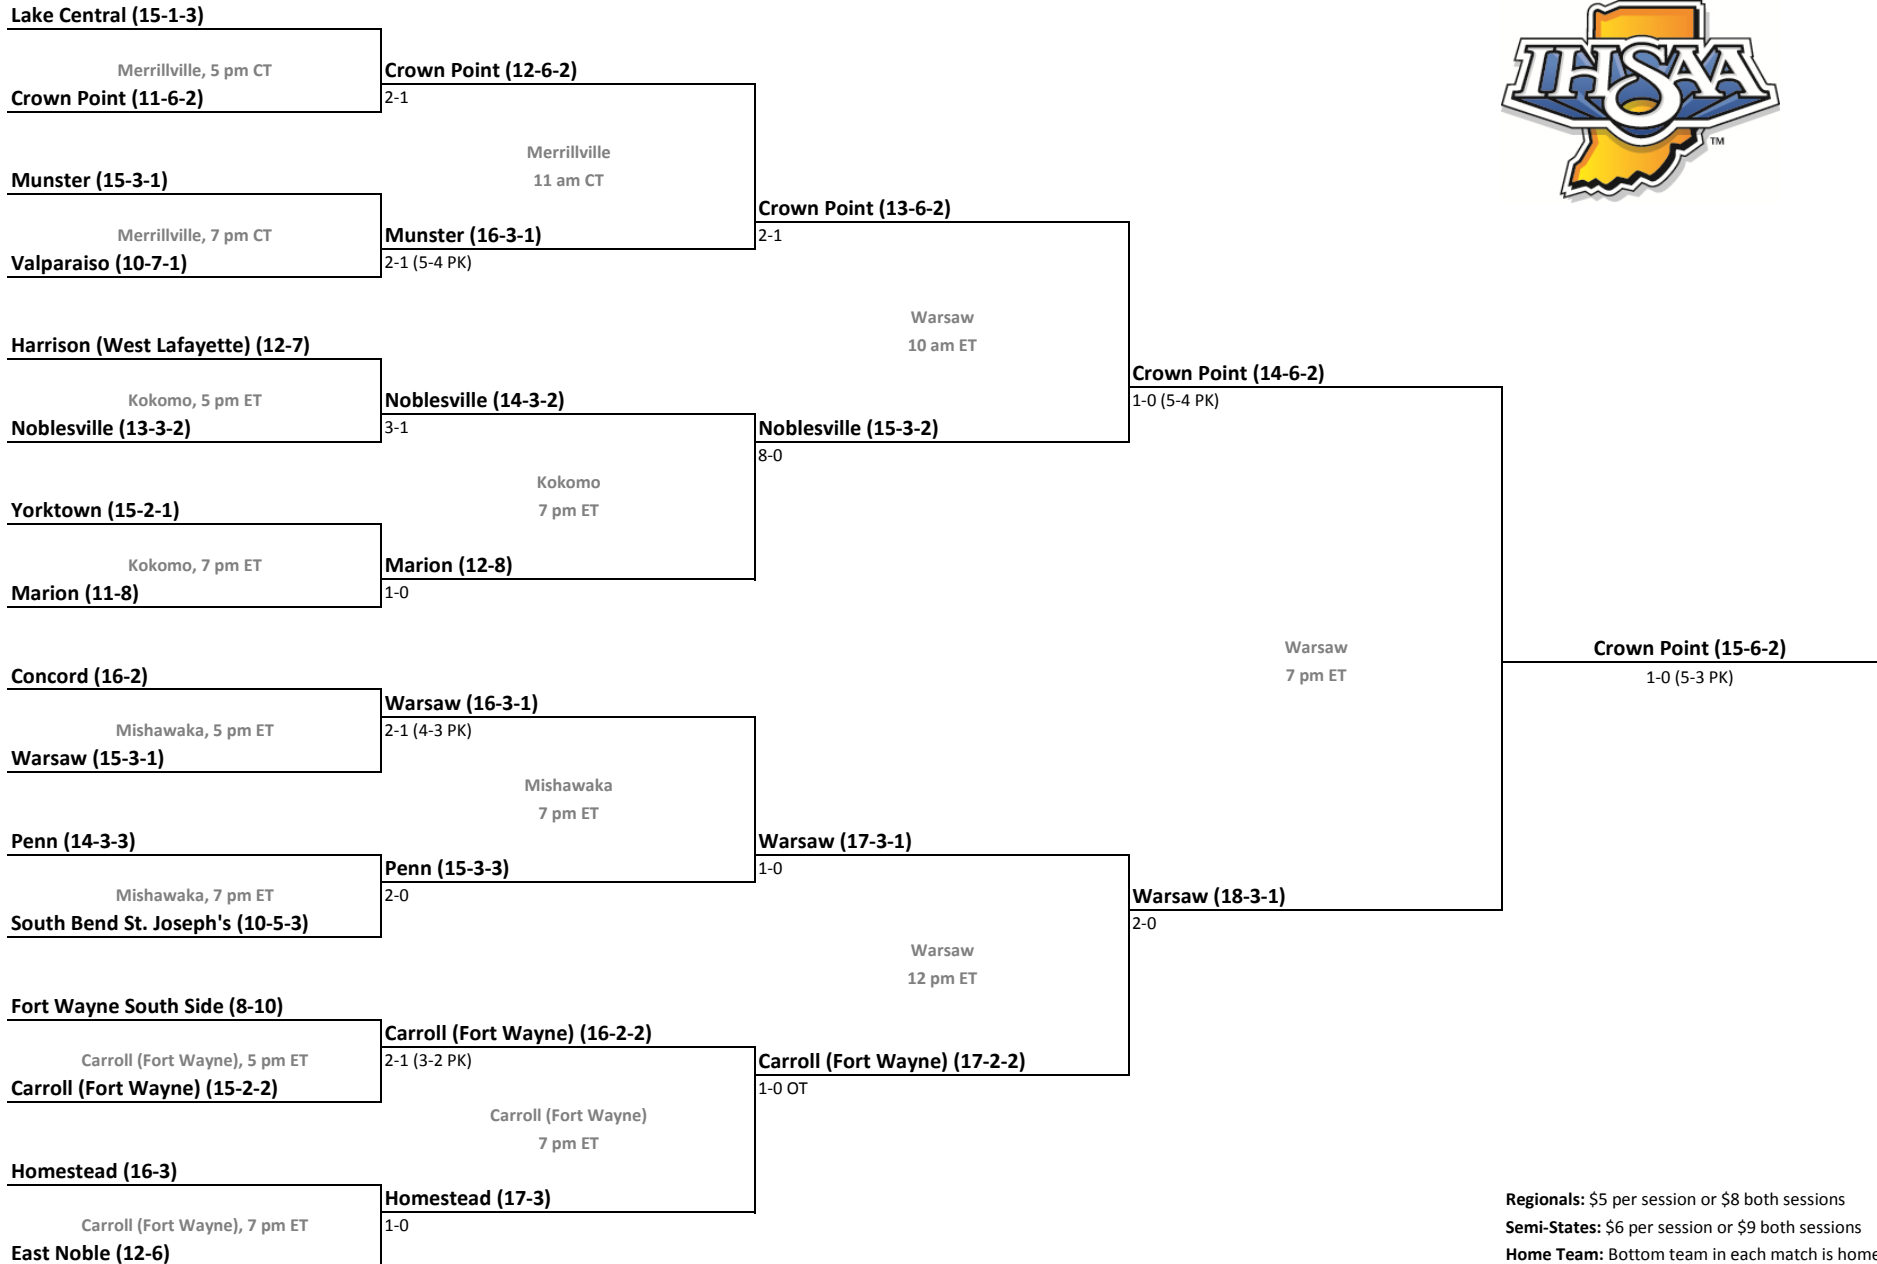 Lake Central (15-1-3)
Merrillville, 5 pm CT
Crown Point (11-6-2)
Munster (15-3-1)
Merrillville, 7 pm CT
Valparaiso (10-7-1)
Harrison (West Lafayette) (12-7)
Kokomo, 5 pm ET
Noblesville (13-3-2)
Yorktown (15-2-1)
Kokomo, 7 pm ET
Marion (11-8)
Concord (16-2)
Mishawaka, 5 pm ET
Warsaw (15-3-1)
Penn (14-3-3)
Mishawaka, 7 pm ET
South Bend St. Joseph's (10-5-3)
Fort Wayne South Side (8-10)
Carroll (Fort Wayne), 5 pm ET
Carroll (Fort Wayne) (15-2-2)
Homestead (16-3)
Carroll (Fort Wayne), 7 pm ET
East Noble (12-6)
Crown Point (12-6-2)
2-1
Merrillville
11 am CT
Munster (16-3-1)
2-1 (5-4 PK)
Noblesville (14-3-2)
3-1
Kokomo
7 pm ET
Marion (12-8)
1-0
Warsaw (16-3-1)
2-1 (4-3 PK)
Mishawaka
7 pm ET
Penn (15-3-3)
2-0
Carroll (Fort Wayne) (16-2-2)
2-1 (3-2 PK)
Carroll (Fort Wayne)
7 pm ET
Homestead (17-3)
1-0
Crown Point (13-6-2)
2-1
Warsaw
10 am ET
Noblesville (15-3-2)
8-0
Warsaw (17-3-1)
1-0
Warsaw
12 pm ET
Carroll (Fort Wayne) (17-2-2)
1-0 OT
Crown Point (14-6-2)
1-0 (5-4 PK)
Warsaw
7 pm ET
Warsaw (18-3-1)
2-0
IHSAA
TM
Crown Point (15-6-2)
1-0 (5-3 PK)
Regionals: $5 per session or $8 both sessions
Semi-States: $6 per session or $9 both sessions
Home Team: Bottom team in each match is home